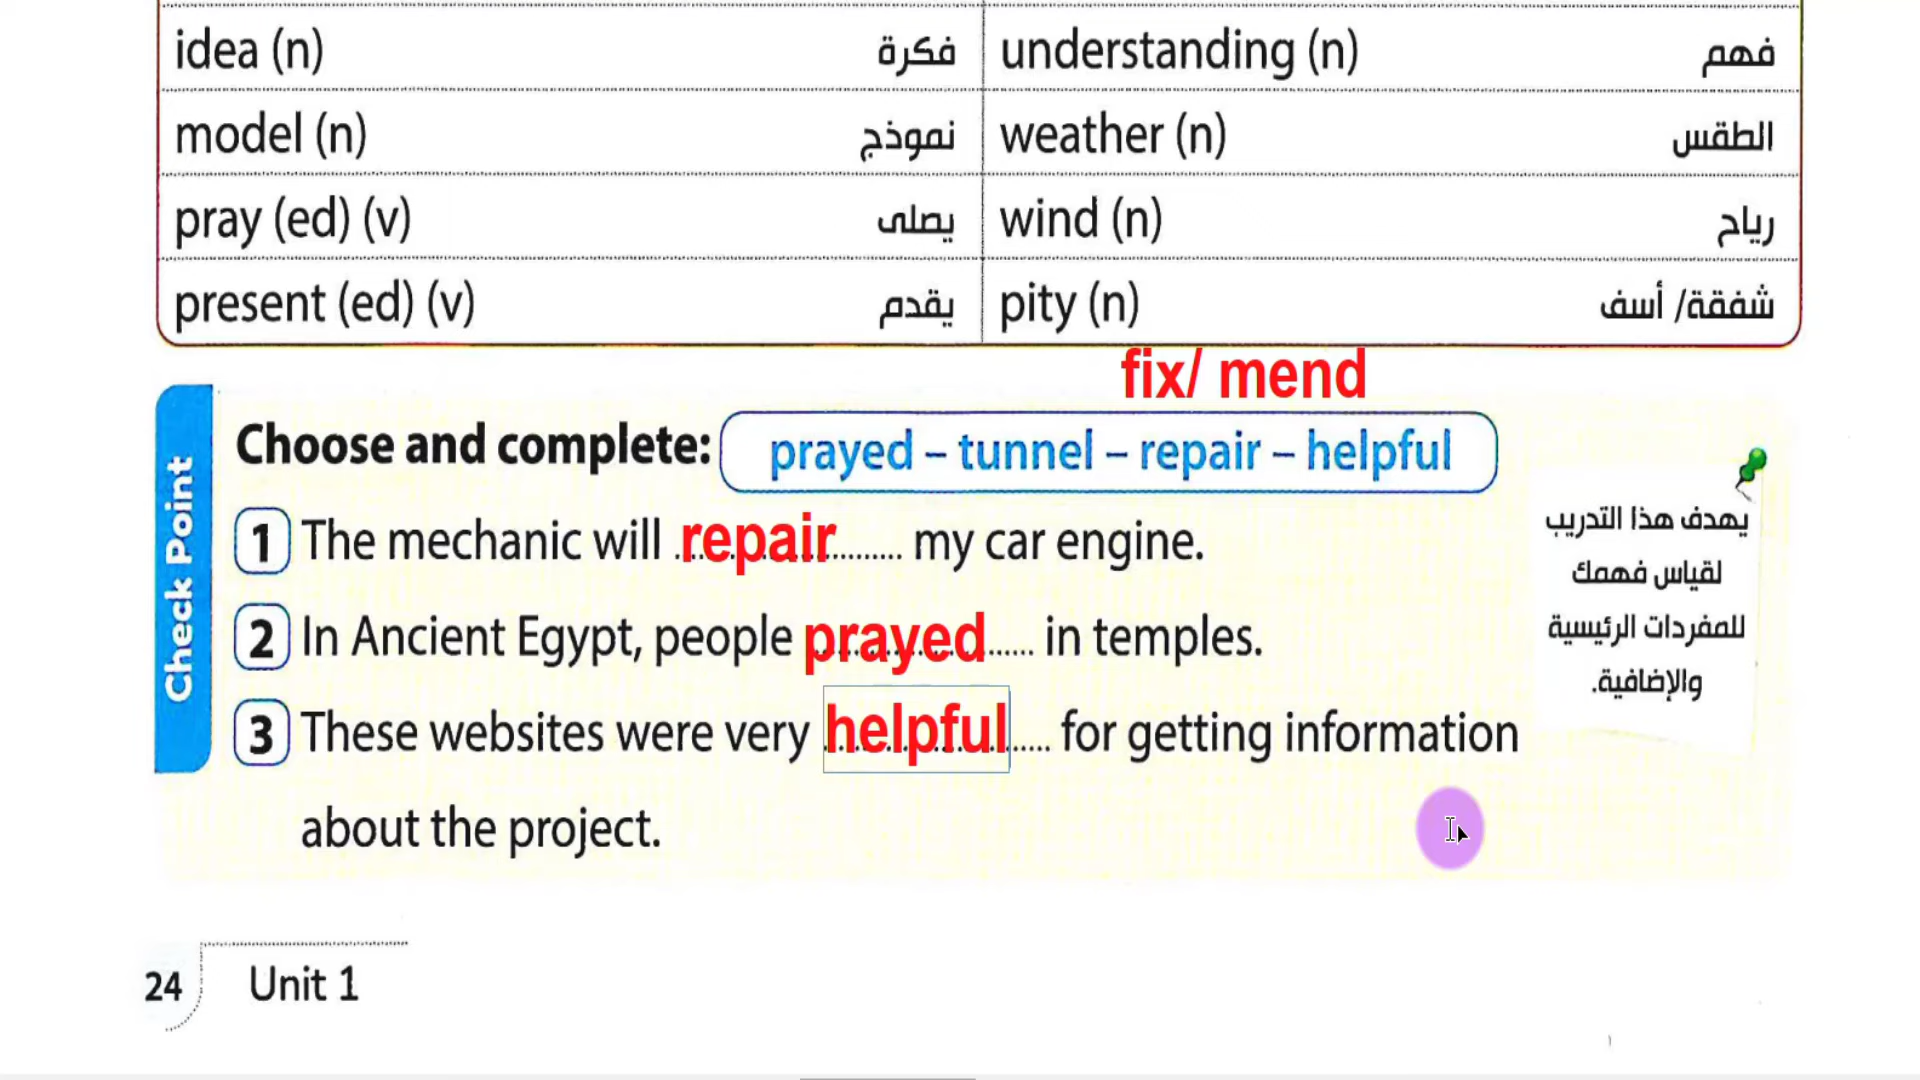 idea (n) فكرة understanding (n) فهم
model (n) نموذج weather (n) الطقس
pray (ed) (v) يصلى wind (n) رياح
present (ed) (v) يقدم pity (n) شفقة/ أسف
fix/ mend
Choose and complete: prayed – tunnel – repair – helpful
Check Point
1 The mechanic will repair my car engine.
2 In Ancient Egypt, people prayed in temples.
3 These websites were very helpful for getting information
about the project.
يهدف هذا التدريب
لقياس فهمك
للمفردات الرئيسية
والإضافية.
24 Unit 1